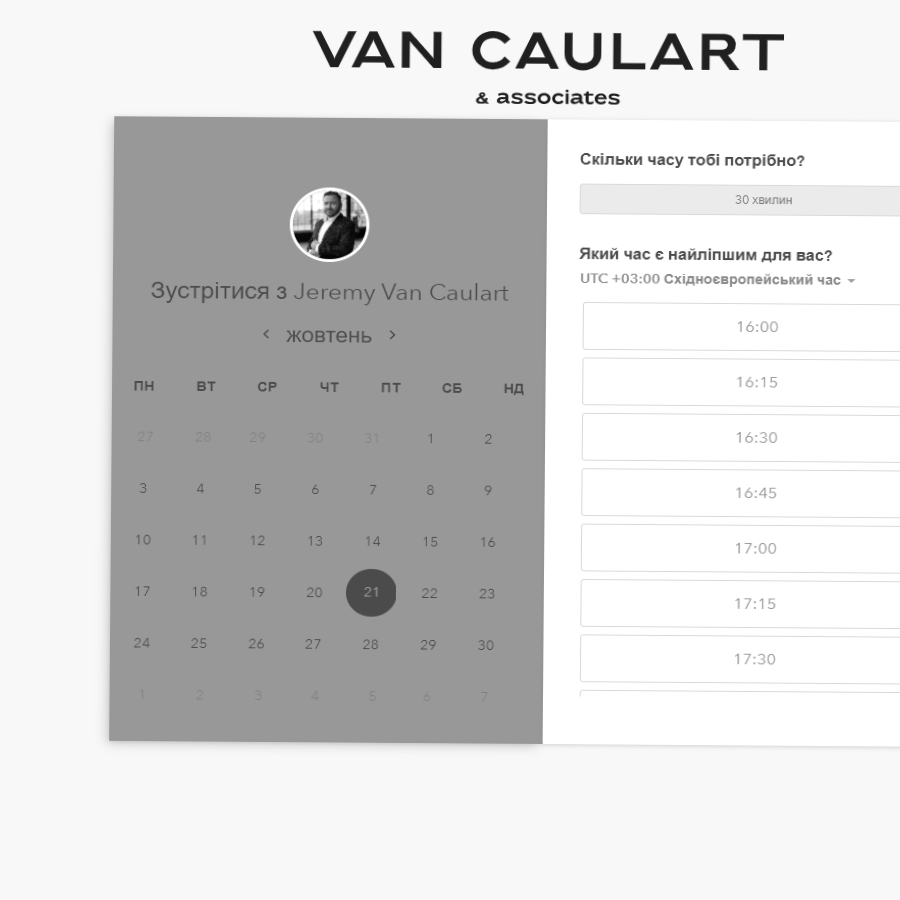 VAN CAULART
& associates
Зустрітися з Jeremy Van Caulart
жовтень
ПН ВТ СР ЧТ ПТ СБ НД
27 28 29 30 31 1 2
3 4 5 6 7 8 9
10 11 12 13 14 15 16
17 18 19 20 21 22 23
24 25 26 27 28 29 30
1 2 3 4 5 6 7
Скільки часу тобі потрібно?
30 хвилин
Який час є найліпшим для вас?
UTC +03:00 Східноєвропейський час
16:00
16:15
16:30
16:45
17:00
17:15
17:30